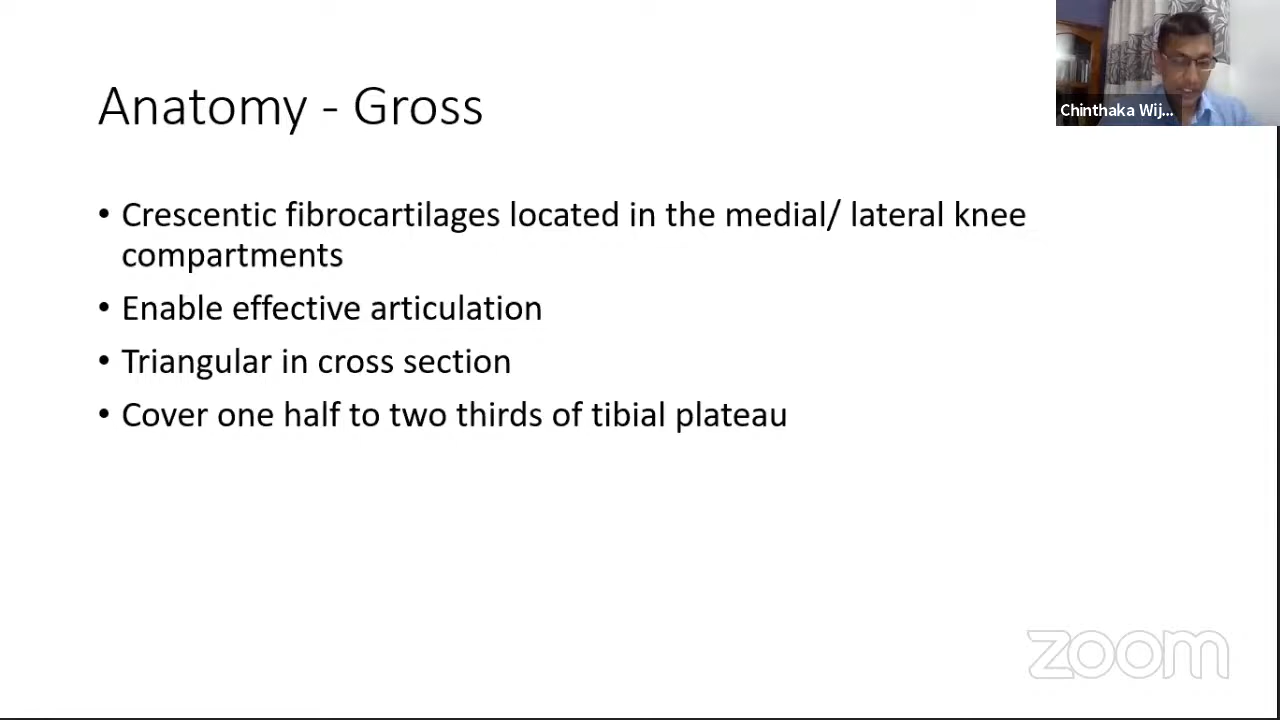 Anatomy - Gross
• Crescentic fibrocartilages located in the medial/ lateral knee
compartments
• Enable effective articulation
• Triangular in cross section
• Cover one half to two thirds of tibial plateau
Chinthaka Wij...
zoom